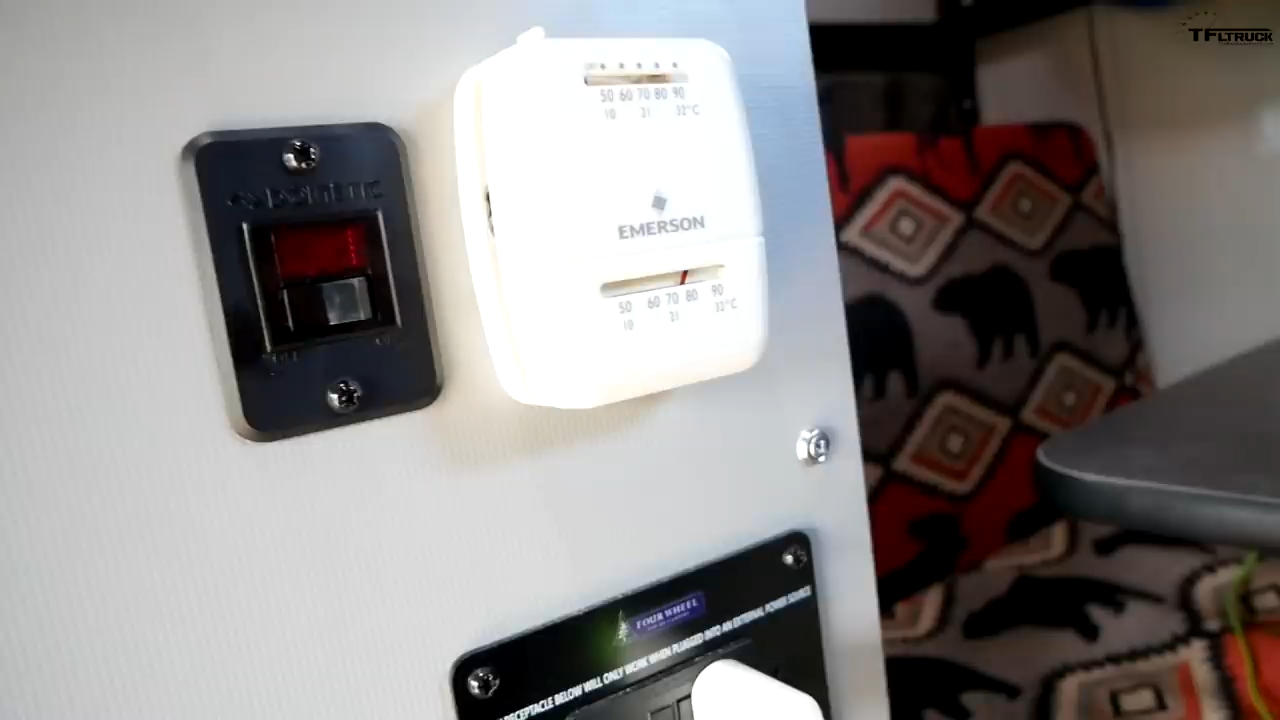 TFLTRUCK
DOMETIC
50 60 70 80 90
10 21 32°C
EMERSON
50 60 70 80 90
10 21 32°C
FOUR WHEEL
RECEPTACLE BELOW WILL ONLY WORK WHEN PLUGGED INTO AN EXTERNAL POWER SOURCE